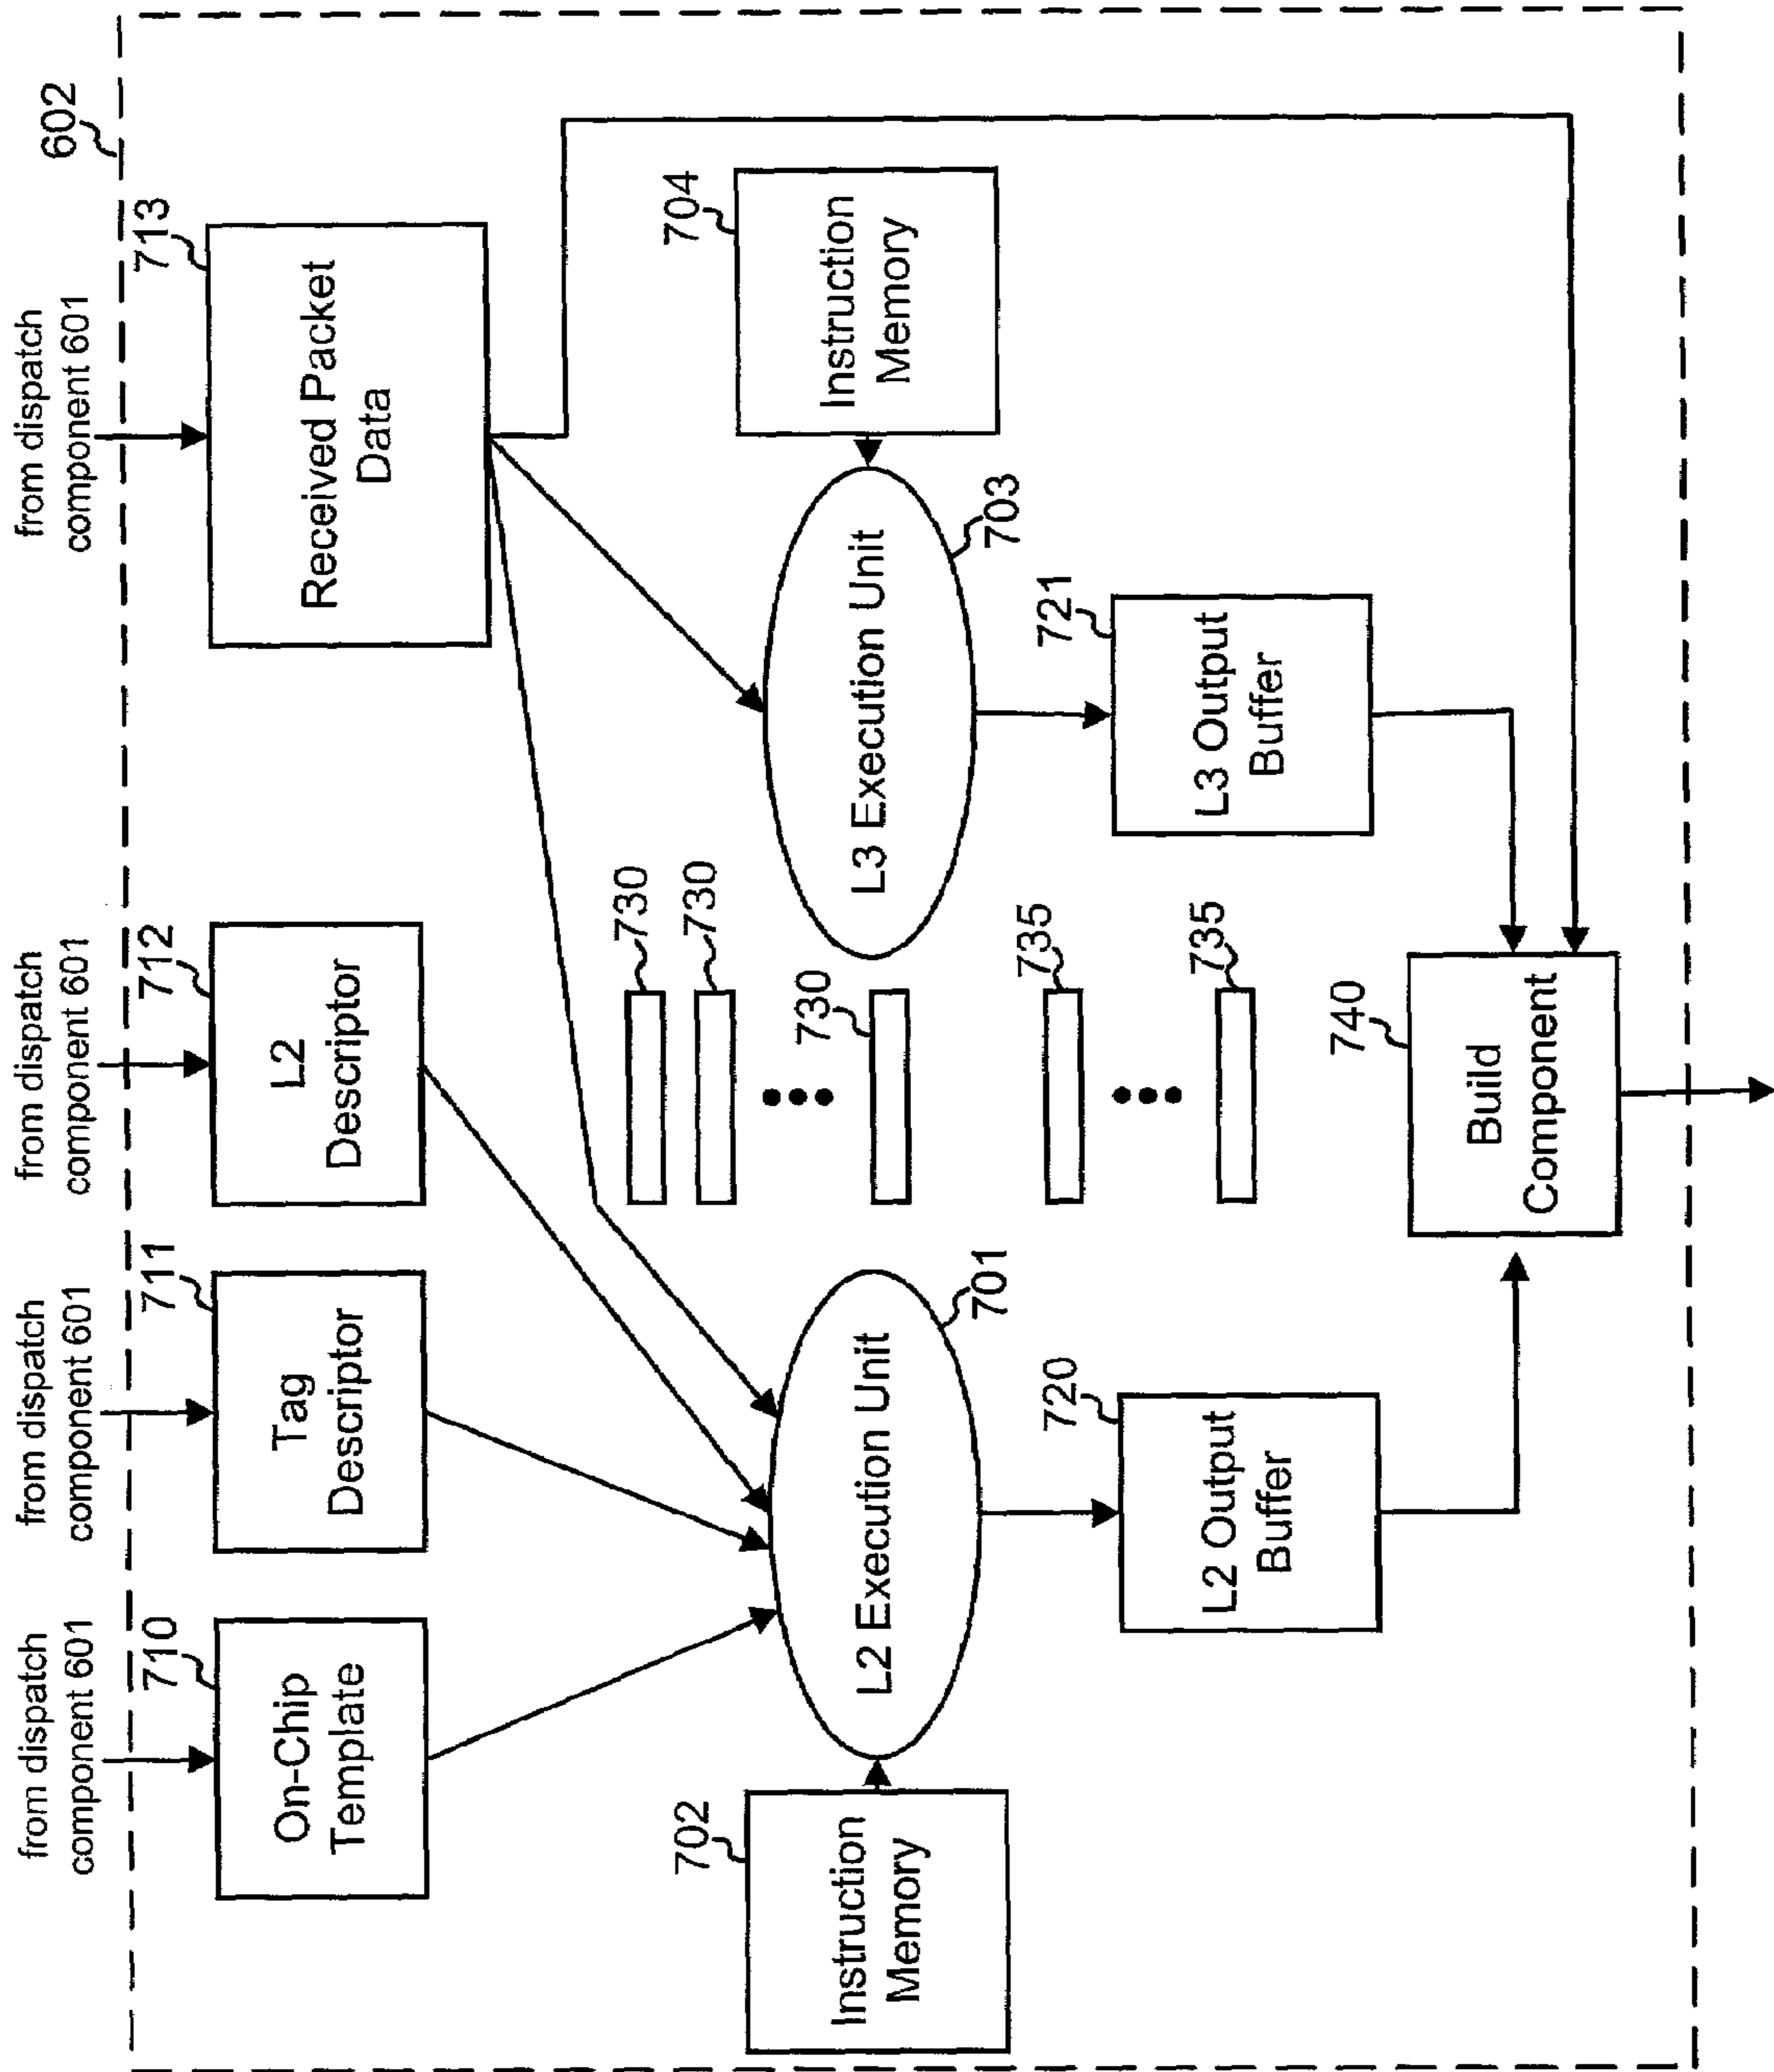 from dispatch
component 601
from dispatch
component 601
from dispatch
component 601
from dispatch
component 601
602
710
On-Chip
Template
711
Tag
Descriptor
712
L2
Descriptor
713
Received Packet
Data
702
Instruction
Memory
L2 Execution Unit
701
730
730
730
735
735
L3 Execution Unit
703
704
Instruction
Memory
720
L2 Output
Buffer
721
L3 Output
Buffer
740
Build
Component